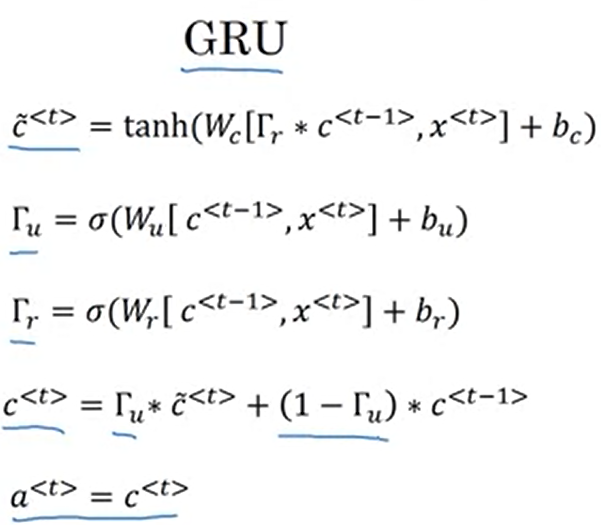 GRU
c̃^{<t>} = tanh(W_c[Γ_r * c^{<t−1>}, x^{<t>}] + b_c)
Γ_u = σ(W_u[ c^{<t−1>}, x^{<t>}] + b_u)
Γ_r = σ(W_r[ c^{<t−1>}, x^{<t>}] + b_r)
c^{<t>} = Γ_u * c̃^{<t>} + (1 − Γ_u) * c^{<t−1>}
a^{<t>} = c^{<t>}